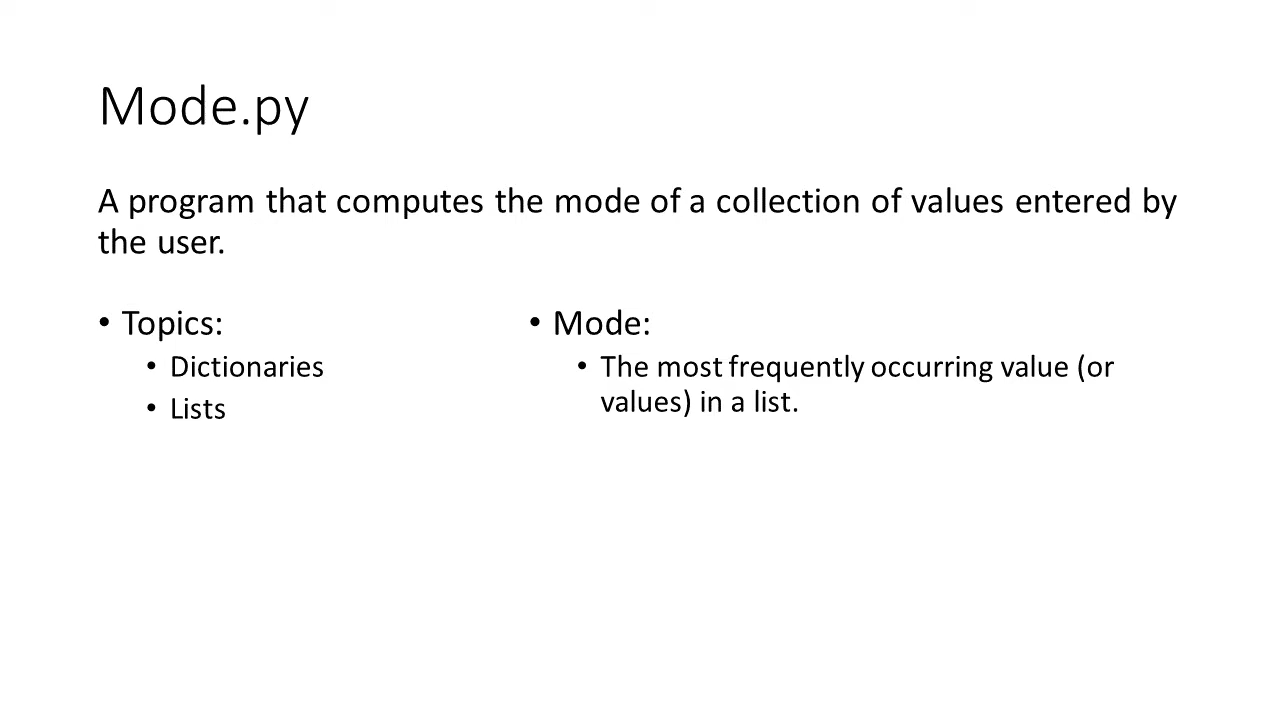 Mode.py
A program that computes the mode of a collection of values entered by
the user.
• Topics:
• Dictionaries
• Lists
• Mode:
• The most frequently occurring value (or
values) in a list.